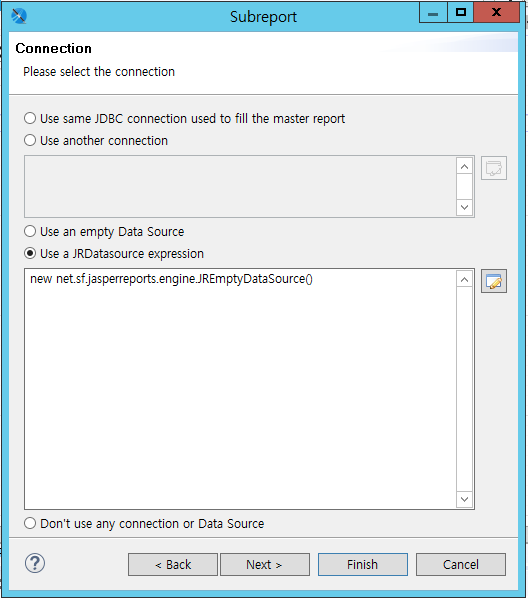 Subreport
Connection
Please select the connection
Use same JDBC connection used to fill the master report
Use another connection
Use an empty Data Source
Use a JRDatasource expression
new net.sf.jasperreports.engine.JREmptyDataSource()
Don't use any connection or Data Source
? < Back Next > Finish Cancel